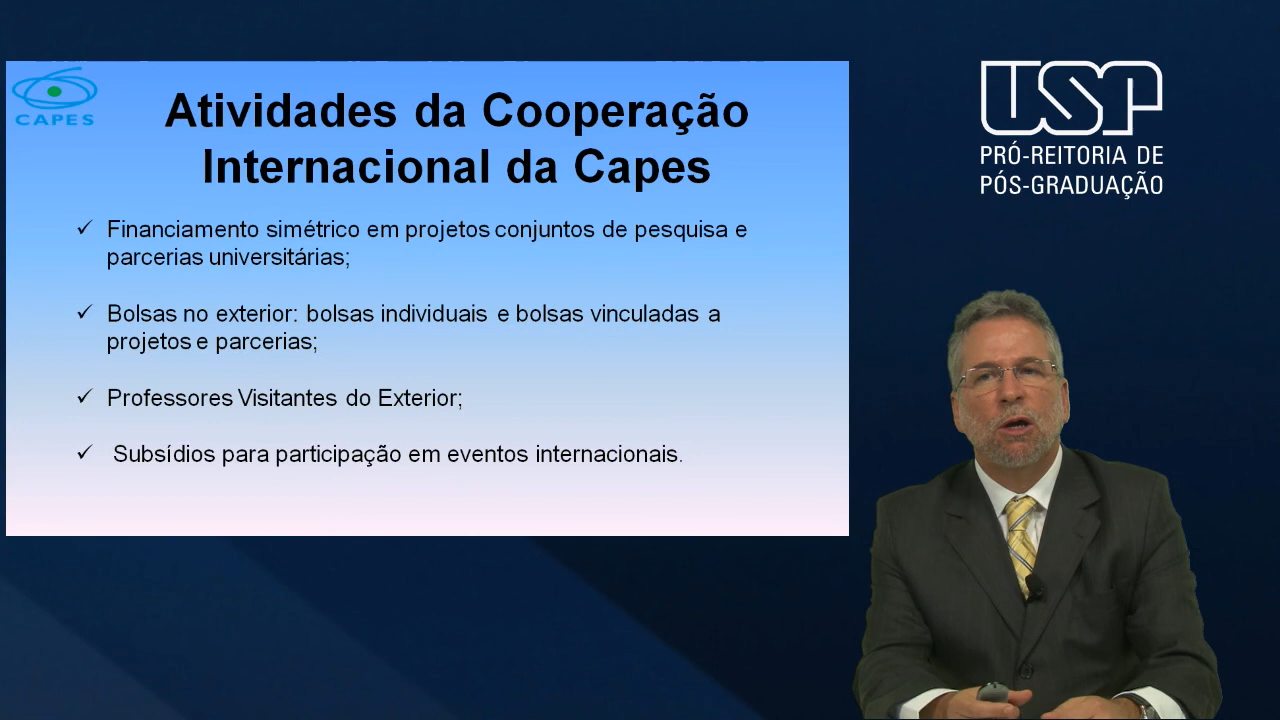 CAPES
Atividades da Cooperação
Internacional da Capes
✓ Financiamento simétrico em projetos conjuntos de pesquisa e
parcerias universitárias;
✓ Bolsas no exterior: bolsas individuais e bolsas vinculadas a
projetos e parcerias;
✓ Professores Visitantes do Exterior;
✓ Subsídios para participação em eventos internacionais.
USP
PRÓ-REITORIA DE
PÓS-GRADUAÇÃO